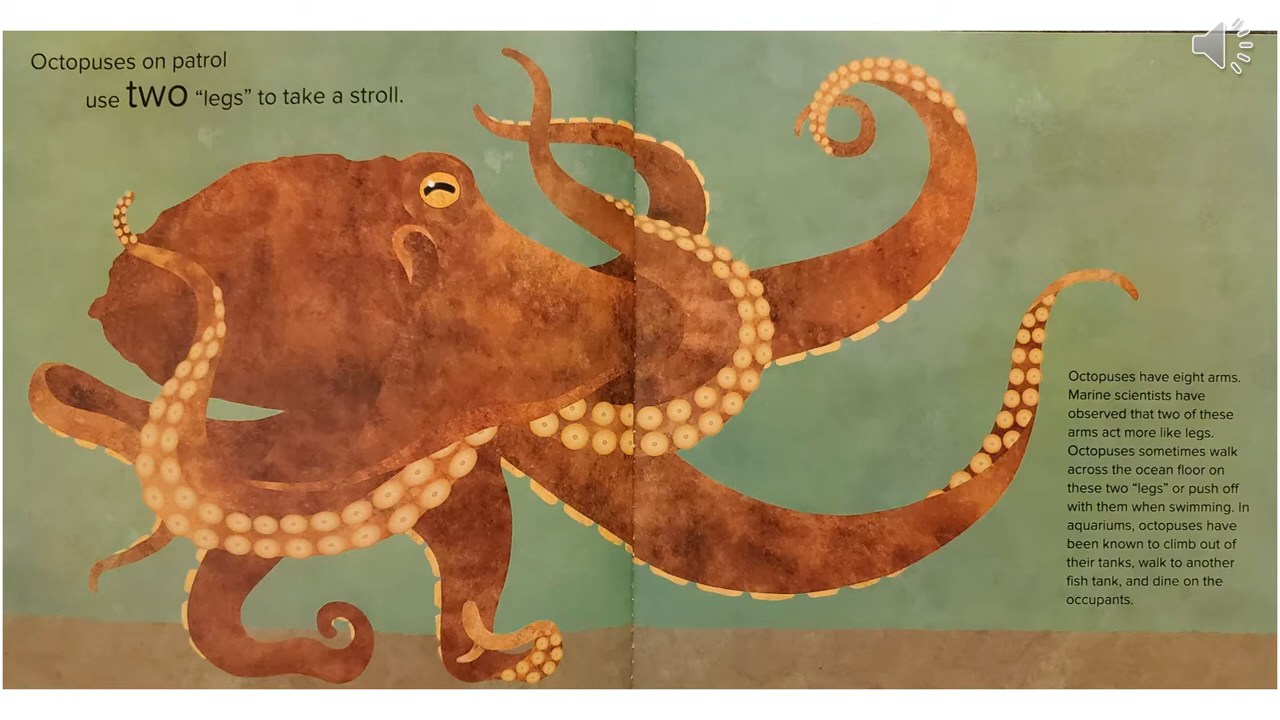 Octopuses on patrol
use two “legs” to take a stroll.
Octopuses have eight arms.
Marine scientists have
observed that two of these
arms act more like legs.
Octopuses sometimes walk
across the ocean floor on
these two “legs” or push off
with them when swimming. In
aquariums, octopuses have
been known to climb out of
their tanks, walk to another
fish tank, and dine on the
occupants.